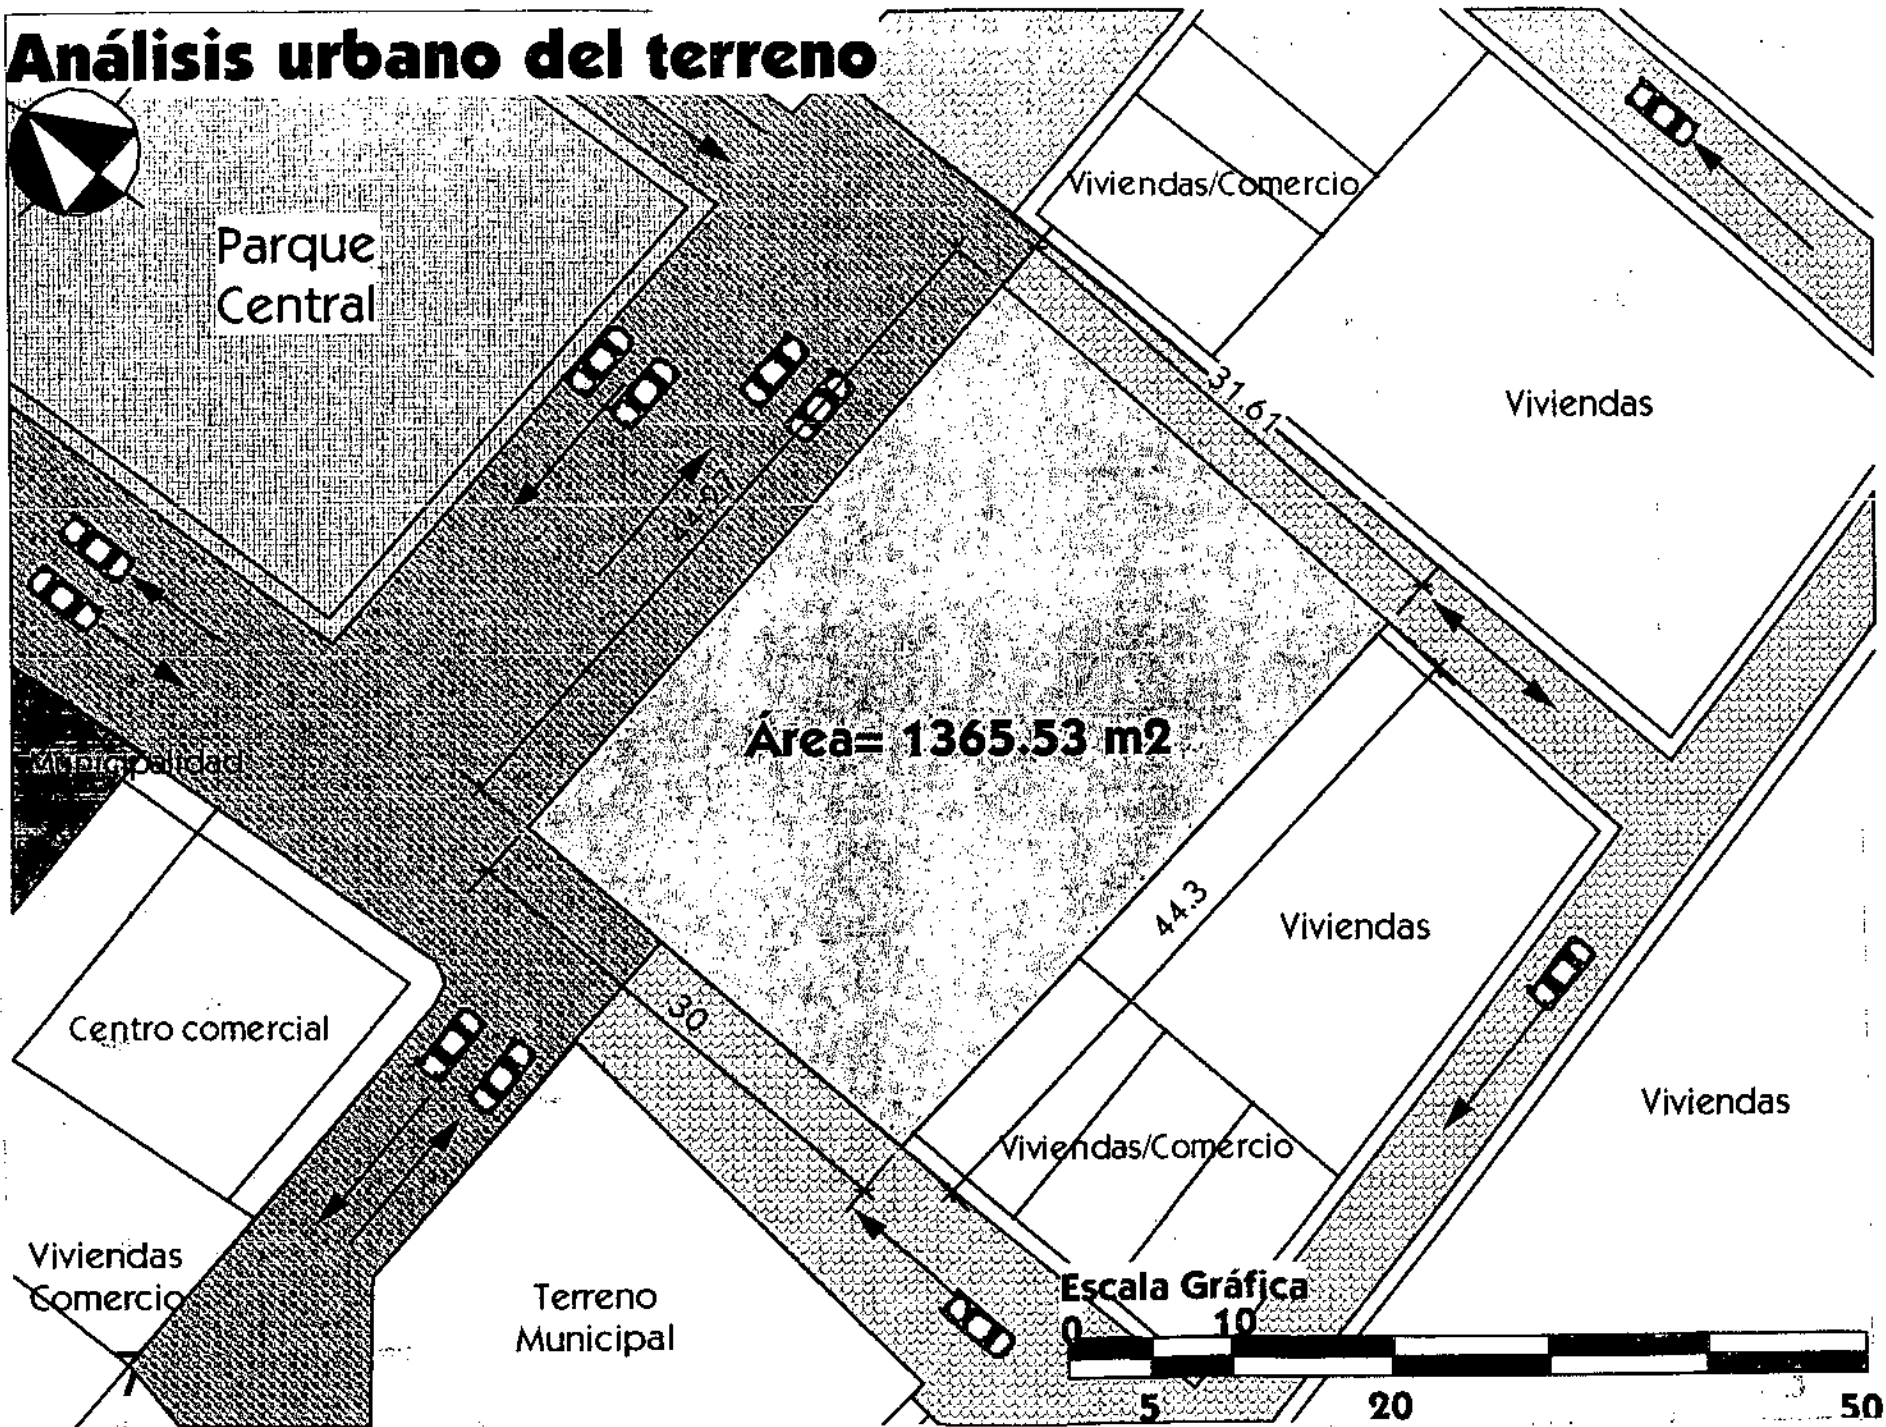 Análisis urbano del terreno
Parque
Central
Viviendas/Comercio
31.61
Viviendas
Municipalidad
Área= 1365.53 m2
44.3
Viviendas
30
Centro comercial
Viviendas
Viviendas/Comercio
Viviendas
Comercio
Terreno
Municipal
Escala Gráfica
0 10
5 20 50